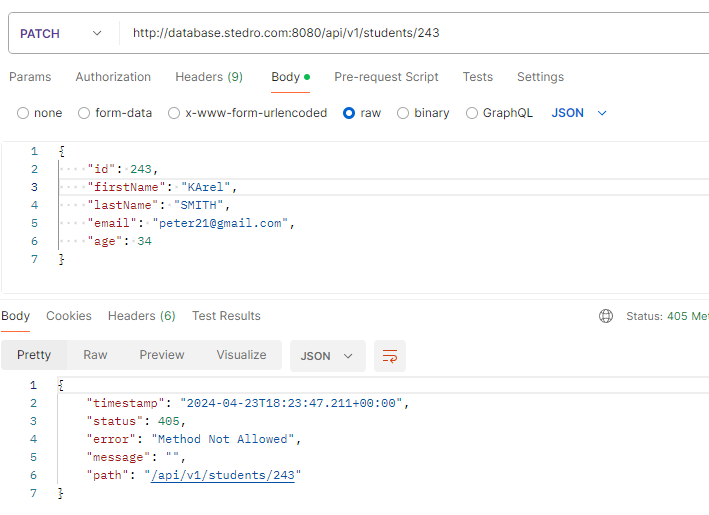 PATCH http://database.stedro.com:8080/api/v1/students/243
Params Authorization Headers (9) Body Pre-request Script Tests Settings
none form-data x-www-form-urlencoded raw binary GraphQL JSON
1 {
2 "id": 243,
3 "firstName": "KArel",
4 "lastName": "SMITH",
5 "email": "peter21@gmail.com",
6 "age": 34
7 }
Body Cookies Headers (6) Test Results Status: 405 Met
Pretty Raw Preview Visualize JSON
1 {
2 "timestamp": "2024-04-23T18:23:47.211+00:00",
3 "status": 405,
4 "error": "Method Not Allowed",
5 "message": "",
6 "path": "/api/v1/students/243"
7 }